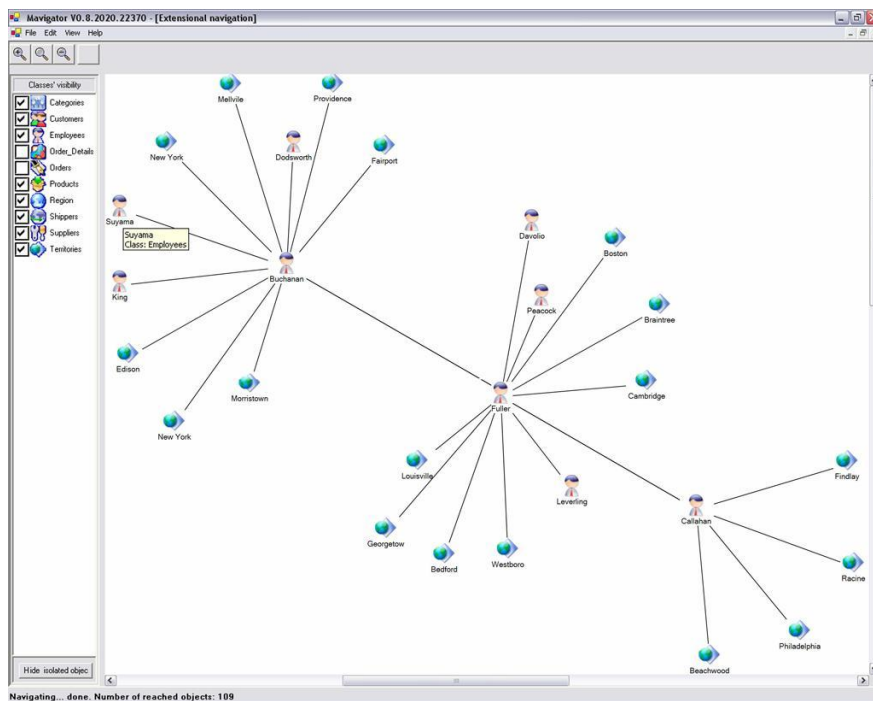 Mavigator V0.8.2020.22370 - [Extensional navigation]
File Edit View Help
Classes' visibility
Categories
Customers
Employees
Order_Details
Orders
Products
Region
Shippers
Suppliers
Territories
Mellvile
Providence
New York
Dodsworth
Fairport
Suyama
Suyama
Class: Employees
Buchanan
King
Edison
Morristown
New York
Davolio
Boston
Peacock
Braintree
Fuller
Cambridge
Louisville
Leverling
Georgetow
Bedford
Westboro
Callahan
Findlay
Racine
Philadelphia
Beachwood
Hide isolated objec
Navigating... done. Number of reached objects: 109